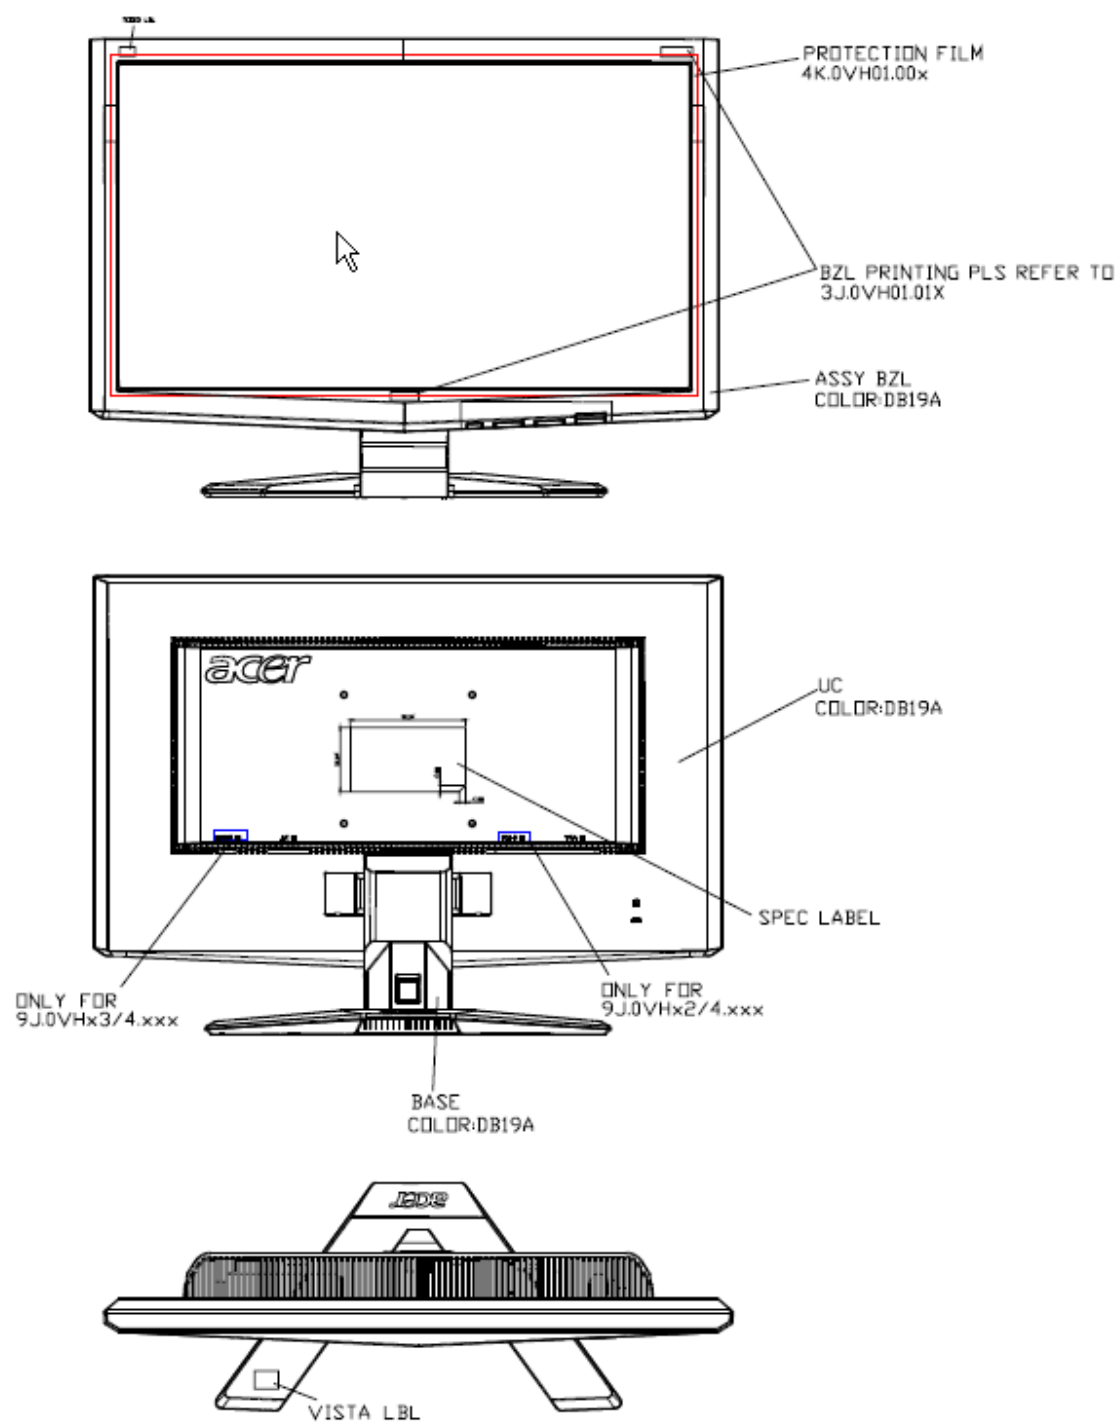 PROTECTION FILM
4K.0VH01.00x
BZL PRINTING PLS REFER TO
3J.0VH01.01X
ASSY BZL
COLOR:DB19A
acer
UC
COLOR:DB19A
SPEC LABEL
ONLY FOR
9J.0VHx3/4.xxx
ONLY FOR
9J.0VHx2/4.xxx
BASE
COLOR:DB19A
acer
VISTA LBL